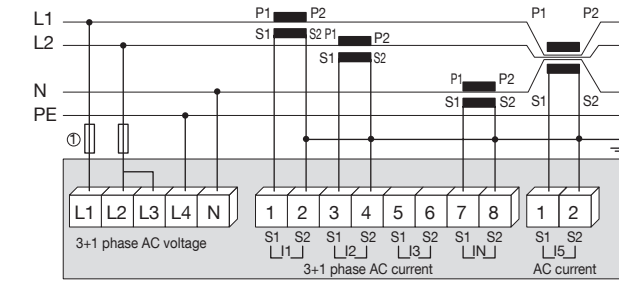 L1 P1 P2 P1 P2
L2 S1 S2 P1 P2
S1 S2
N P1 P2
S1 S2 S1 S2
PE
①
L1 L2 L3 L4 N 1 2 3 4 5 6 7 8 1 2
S1 S2 S1 S2 S1 S2 S1 S2 S1 S2
3+1 phase AC voltage I1 I2 I3 IN I5
3+1 phase AC current AC current